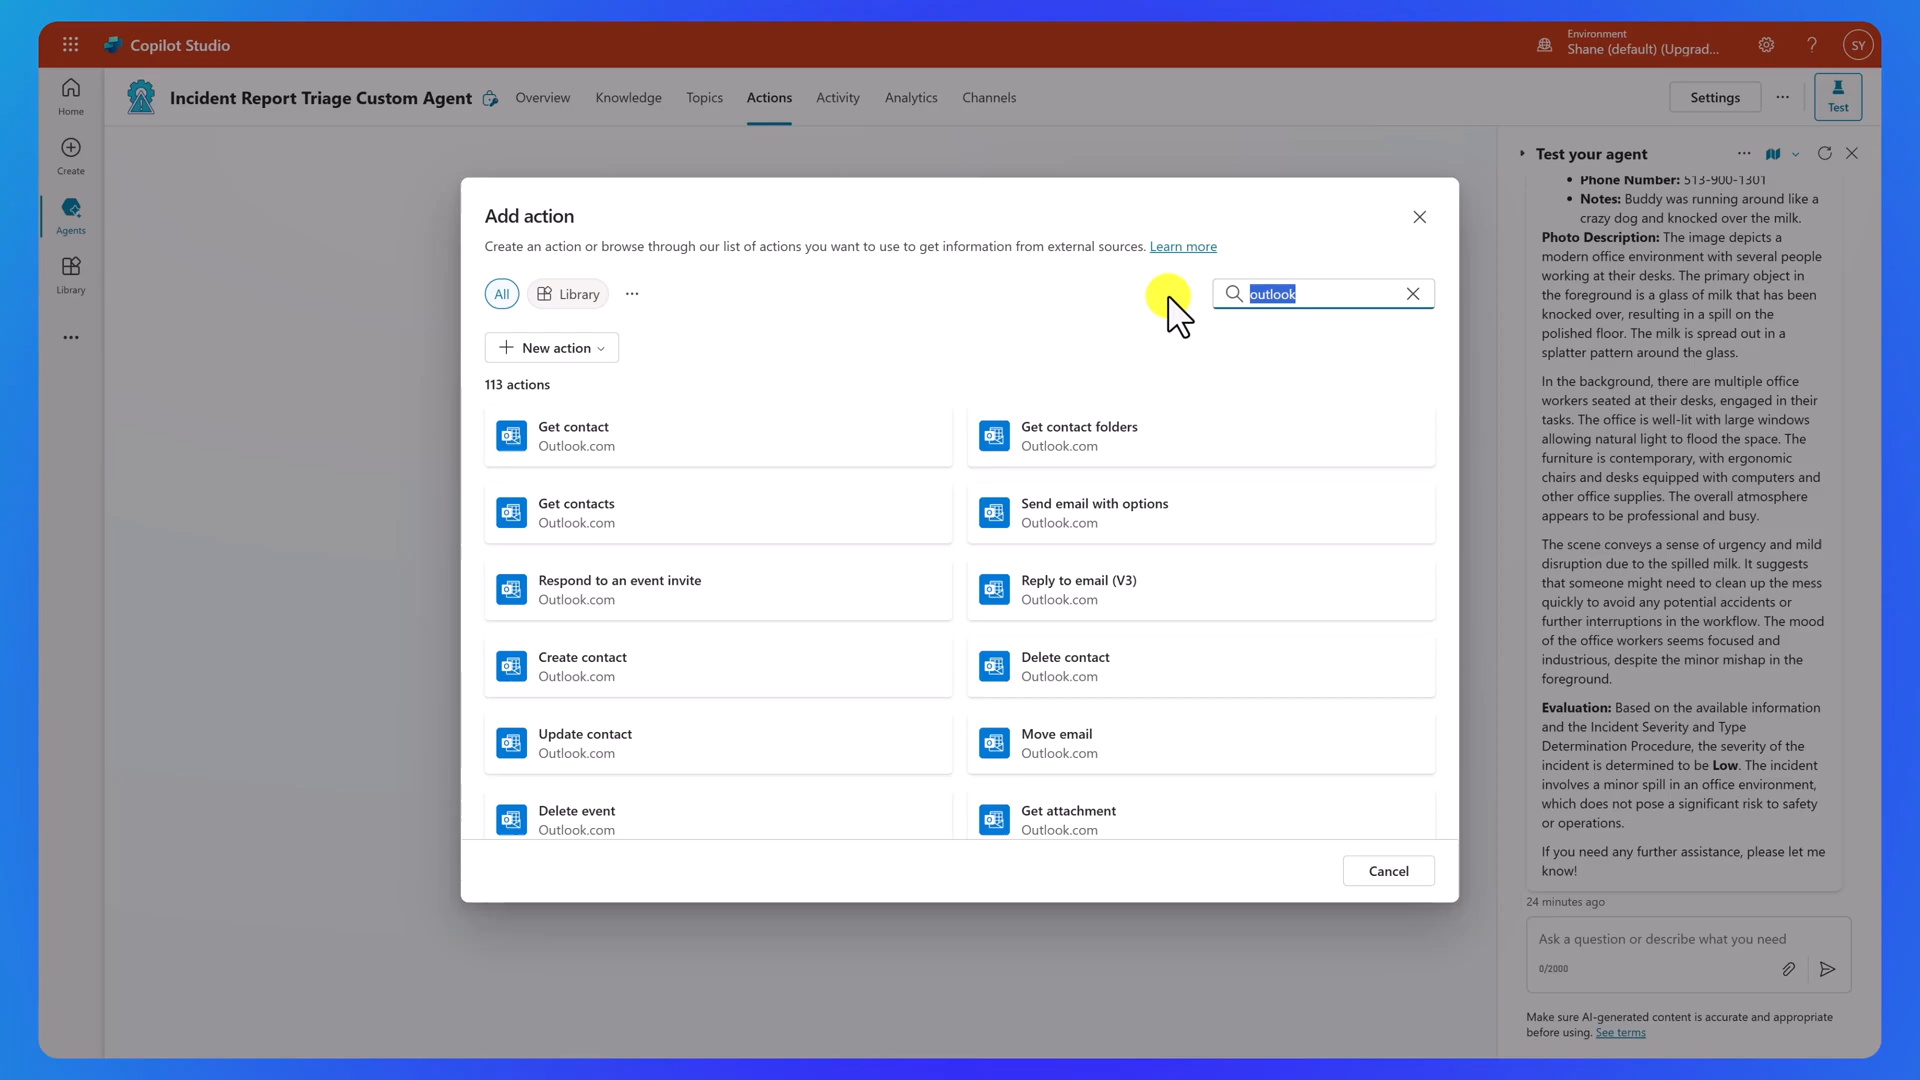 Copilot Studio
Environment
Shane (default) (Upgrad...
SY
Home
Create
Agents
Library
Incident Report Triage Custom Agent
Overview
Knowledge
Topics
Actions
Activity
Analytics
Channels
Settings
Test
Add action
Create an action or browse through our list of actions you want to use to get information from external sources. Learn more
All
Library
outlook
New action
113 actions
Get contact
Outlook.com
Get contact folders
Outlook.com
Get contacts
Outlook.com
Send email with options
Outlook.com
Respond to an event invite
Outlook.com
Reply to email (V3)
Outlook.com
Create contact
Outlook.com
Delete contact
Outlook.com
Update contact
Outlook.com
Move email
Outlook.com
Delete event
Outlook.com
Get attachment
Outlook.com
Cancel
Test your agent
Phone Number: 513-900-1301
Notes: Buddy was running around like a
crazy dog and knocked over the milk.
Photo Description: The image depicts a
modern office environment with several people
working at their desks. The primary object in
the foreground is a glass of milk that has been
knocked over, resulting in a spill on the
polished floor. The milk is spread out in a
splatter pattern around the glass.
In the background, there are multiple office
workers seated at their desks, engaged in their
tasks. The office is well-lit with large windows
allowing natural light to flood the space. The
furniture is contemporary, with ergonomic
chairs and desks equipped with computers and
other office supplies. The overall atmosphere
appears to be professional and busy.
The scene conveys a sense of urgency and mild
disruption due to the spilled milk. It suggests
that someone might need to clean up the mess
quickly to avoid any potential accidents or
further interruptions in the workflow. The mood
of the office workers seems focused and
industrious, despite the minor mishap in the
foreground.
Evaluation: Based on the available information
and the Incident Severity and Type
Determination Procedure, the severity of the
incident is determined to be Low. The incident
involves a minor spill in an office environment,
which does not pose a significant risk to safety
or operations.
If you need any further assistance, please let me
know!
24 minutes ago
Ask a question or describe what you need
0/2000
Make sure AI-generated content is accurate and appropriate
before using. See terms